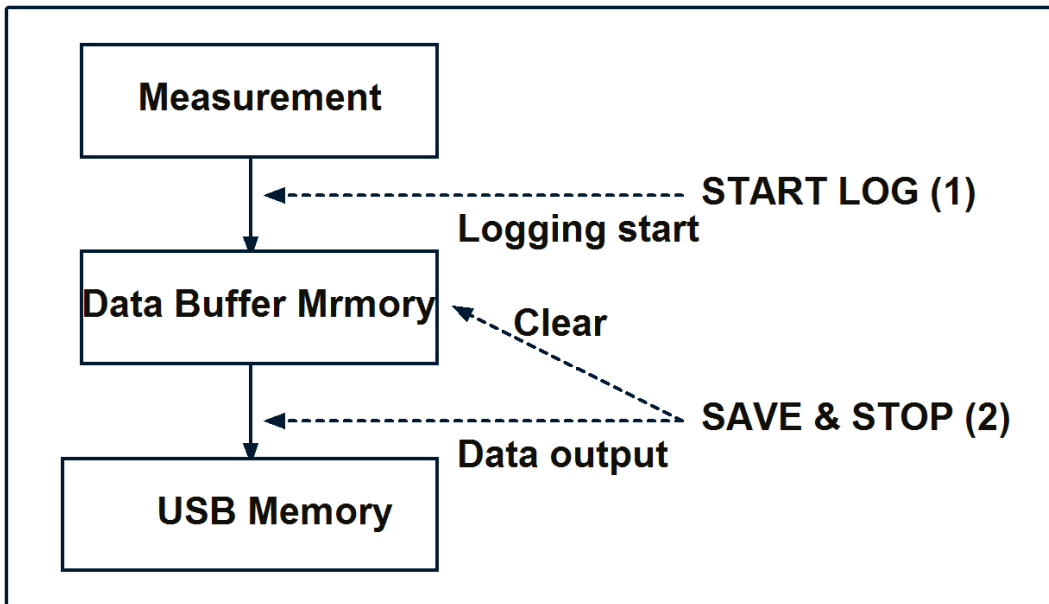 Measurement
START LOG (1)
Logging start
Data Buffer Mrmory
Clear
SAVE & STOP (2)
Data output
USB Memory